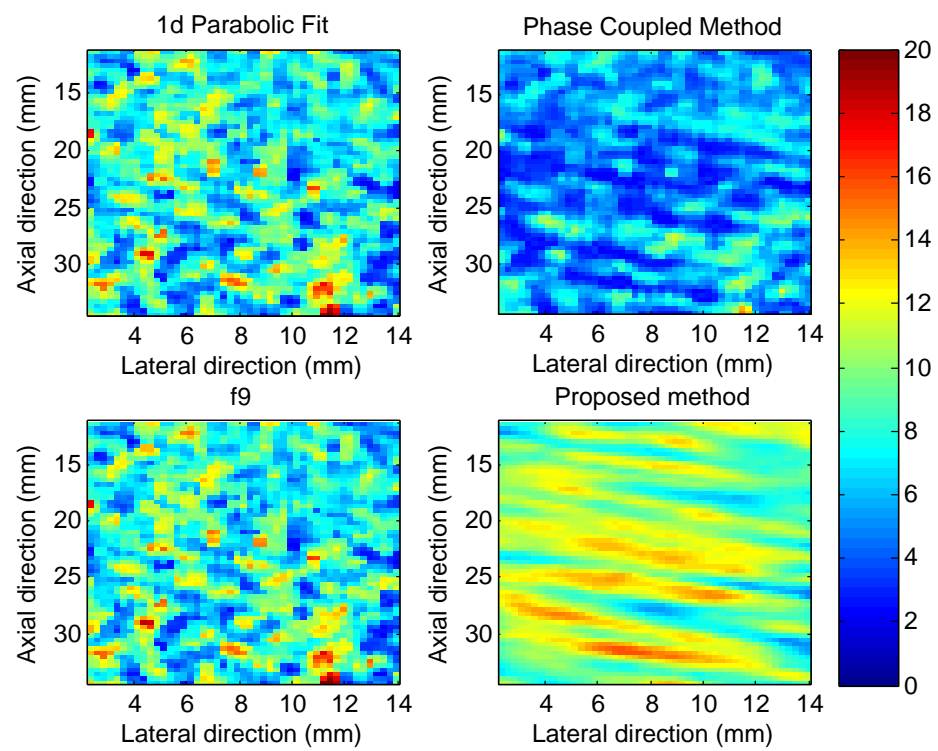 1d Parabolic Fit
Phase Coupled Method
15
20
25
30
Axial direction (mm)
4 6 8 10 12 14
Lateral direction (mm)
15
20
25
30
Axial direction (mm)
4 6 8 10 12 14
Lateral direction (mm)
f9
Proposed method
15
20
25
30
Axial direction (mm)
4 6 8 10 12 14
Lateral direction (mm)
15
20
25
30
Axial direction (mm)
4 6 8 10 12 14
Lateral direction (mm)
20
18
16
14
12
10
8
6
4
2
0